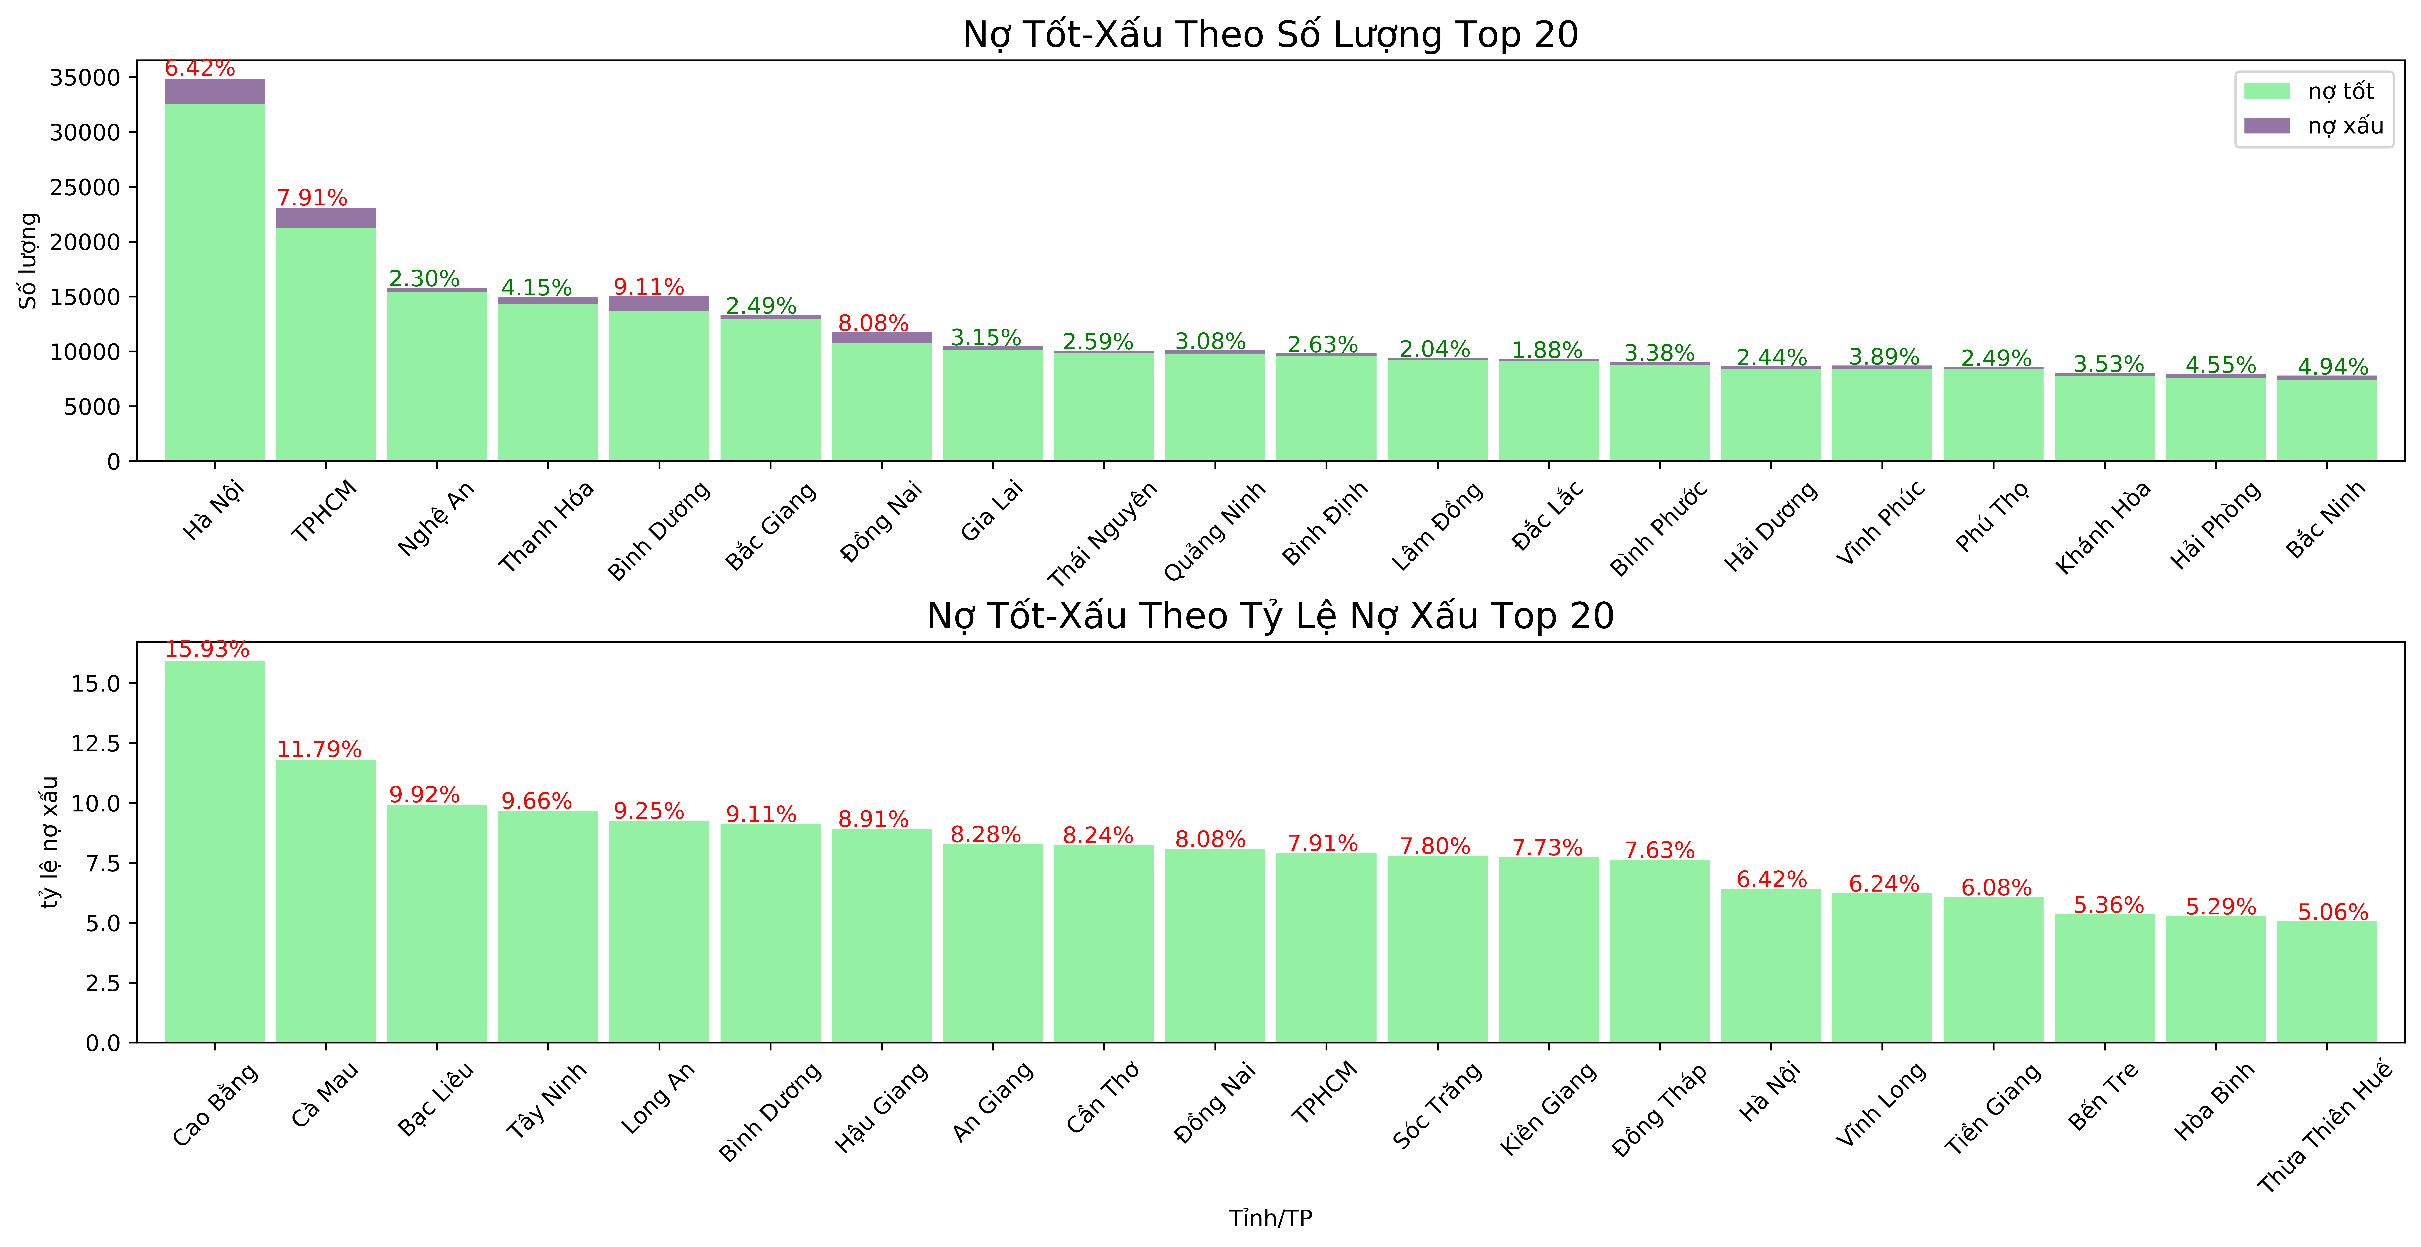 Nợ Tốt-Xấu Theo Số Lượng Top 20
Số lượng
35000
30000
25000
20000
15000
10000
5000
0
6.42%
7.91%
2.30%
4.15%
9.11%
2.49%
8.08%
3.15%
2.59%
3.08%
2.63%
2.04%
1.88%
3.38%
2.44%
3.89%
2.49%
3.53%
4.55%
4.94%
nợ tốt
nợ xấu
Hà Nội
TPHCM
Nghệ An
Thanh Hóa
Bình Dương
Bắc Giang
Đồng Nai
Gia Lai
Thái Nguyên
Quảng Ninh
Bình Định
Lâm Đồng
Đắc Lắc
Bình Phước
Hải Dương
Vĩnh Phúc
Phú Thọ
Khánh Hòa
Hải Phòng
Bắc Ninh
Nợ Tốt-Xấu Theo Tỷ Lệ Nợ Xấu Top 20
tỷ lệ nợ xấu
15.0
12.5
10.0
7.5
5.0
2.5
0.0
15.93%
11.79%
9.92%
9.66%
9.25%
9.11%
8.91%
8.28%
8.24%
8.08%
7.91%
7.80%
7.73%
7.63%
6.42%
6.24%
6.08%
5.36%
5.29%
5.06%
Cao Bằng
Cà Mau
Bạc Liêu
Tây Ninh
Long An
Bình Dương
Hậu Giang
An Giang
Cần Thơ
Đồng Nai
TPHCM
Sóc Trăng
Kiên Giang
Đồng Tháp
Hà Nội
Vĩnh Long
Tiền Giang
Bến Tre
Hòa Bình
Thừa Thiên Huế
Tỉnh/TP